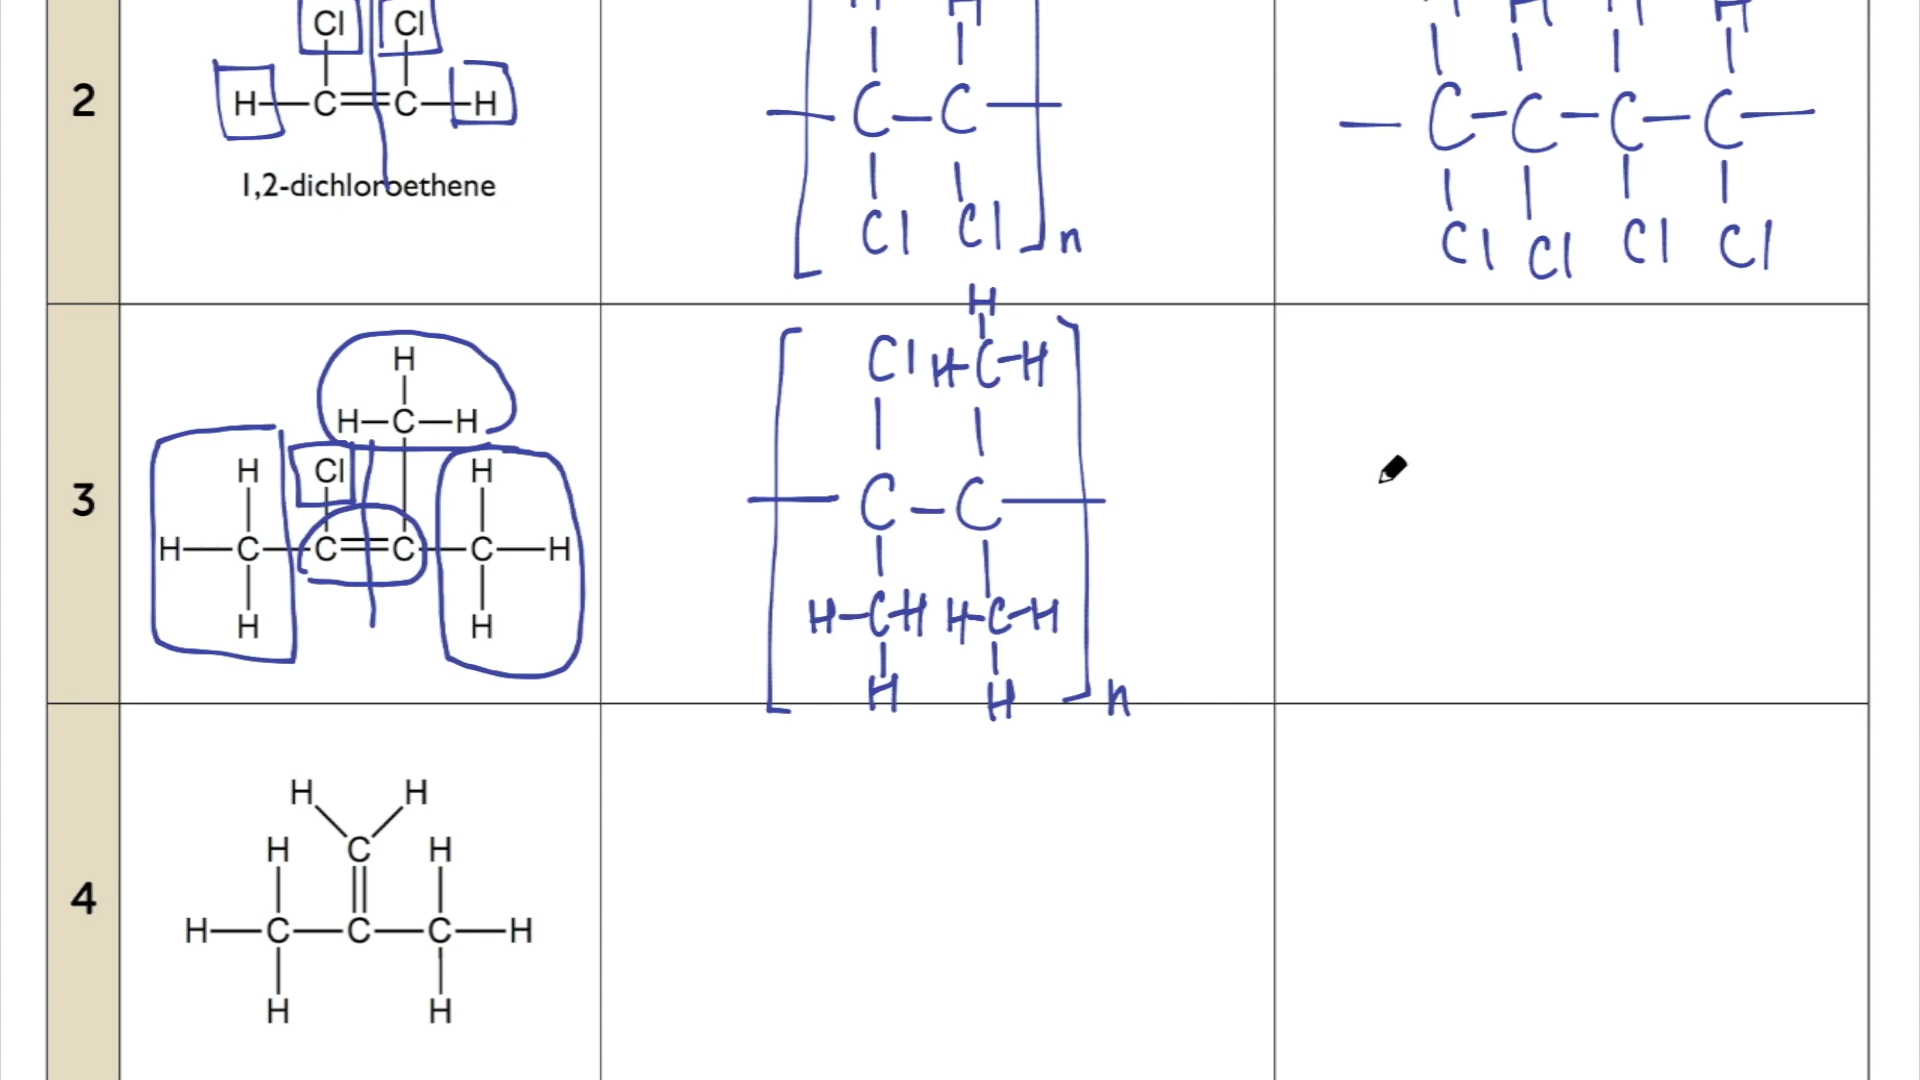 2
Cl Cl
H—C=C—H
1,2-dichloroethene
H H
—C—C—
Cl Cl n
H H H H
—C—C—C—C—
Cl Cl Cl Cl
3
H
H—C—H
H Cl H
H—C—C=C—C—H
H H
H
Cl H-C-H
—C—C—
H-C-H H-C-H
H H n
4
H H
H C H
H—C—C—C—H
H H